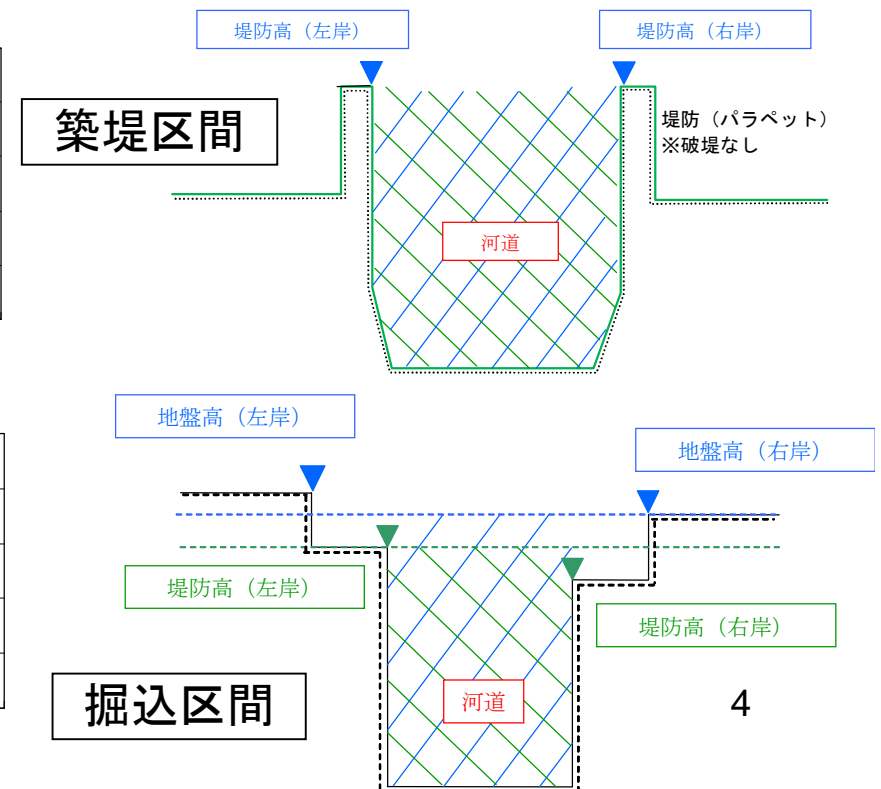 堤防高（左岸）
堤防高（右岸）
築堤区間
堤防（パラペット）
※破堤なし
河道
地盤高（左岸）
地盤高（右岸）
堤防高（左岸）
堤防高（右岸）
掘込区間
河道
4